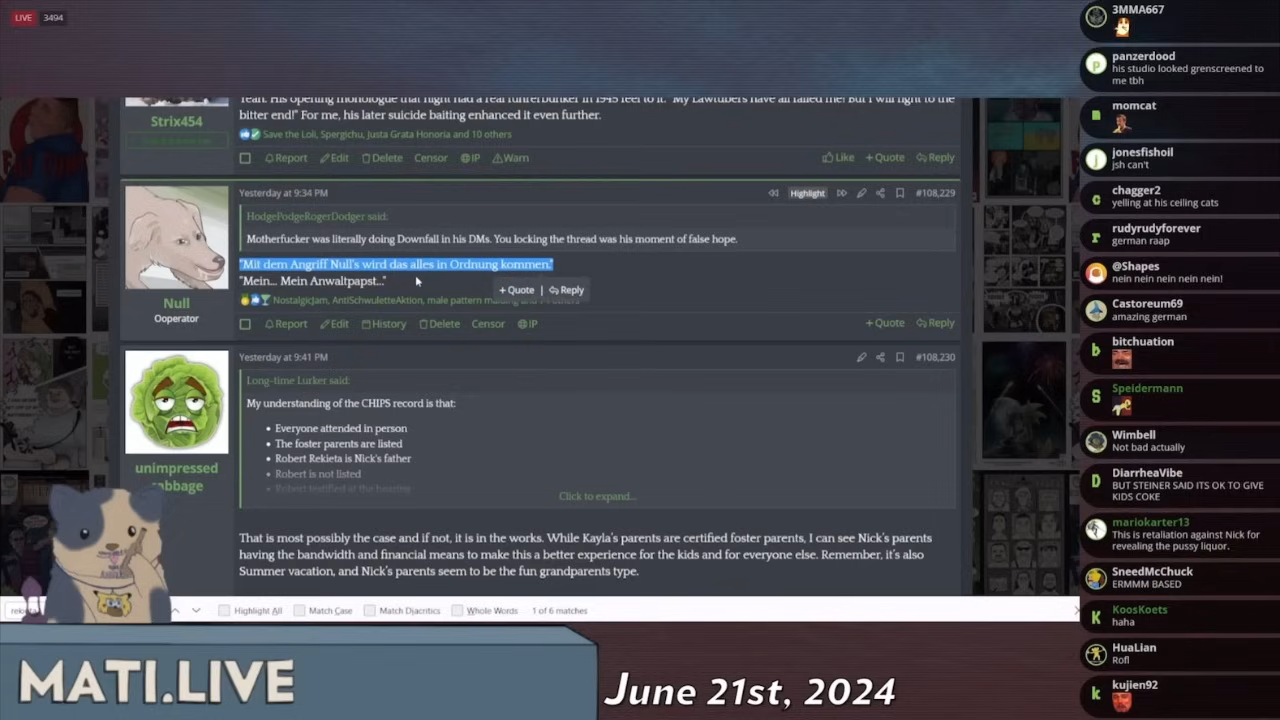 LIVE 3494
Yeah. His opening monologue that night had a real fuhrerbunker in 1945 feel to it. "My Lawtubers have all failed me! But I will fight to the
bitter end!" For me, his later suicide baiting enhanced it even further.
Strix454
Save the Loli, Spergichu, Justa Grata Honoria and 10 others
Report Edit Delete Censor IP Warn Like + Quote Reply
Yesterday at 9:34 PM Highlight #108,229
HodgePodgeRogerDodger said:
Motherfucker was literally doing Downfall in his DMs. You locking the thread was his moment of false hope.
"Mit dem Angriff Null's wird das alles in Ordnung kommen."
"Mein... Mein Anwaltpapst..."
+ Quote | Reply
NostalgicJam, AntiSchwuletteAktion, male pattern
Null
Ooperator
Report Edit History Delete Censor IP + Quote Reply
Yesterday at 9:41 PM #108,230
Long-time Lurker said:
My understanding of the CHIPS record is that:
• Everyone attended in person
• The foster parents are listed
• Robert Rekieta is Nick's father
• Robert is not listed
• Robert testified at the hearing
Click to expand...
unimpressed
cabbage
That is most possibly the case and if not, it is in the works. While Kayla's parents are certified foster parents, I can see Nick's parents
having the bandwidth and financial means to make this a better experience for the kids and for everyone else. Remember, it's also
Summer vacation, and Nick's parents seem to be the fun grandparents type.
Highlight All Match Case Match Diacritics Whole Words 1 of 6 matches
MATI.LIVE
June 21st, 2024
3MMA667
panzerdood
his studio looked grenscreened to
me tbh
momcat
jonesfishoil
jsh can't
chagger2
yelling at his ceiling cats
rudyrudyforever
german raap
@Shapes
nein nein nein nein nein!
Castoreum69
amazing german
bitchuation
Speidermann
Wimbell
Not bad actually
DiarrheaVibe
BUT STEINER SAID ITS OK TO GIVE
KIDS COKE
mariokarter13
This is retaliation against Nick for
revealing the pussy liquor.
SneedMcChuck
ERMMM BASED
KoosKoets
haha
HuaLian
Rofl
kujien92